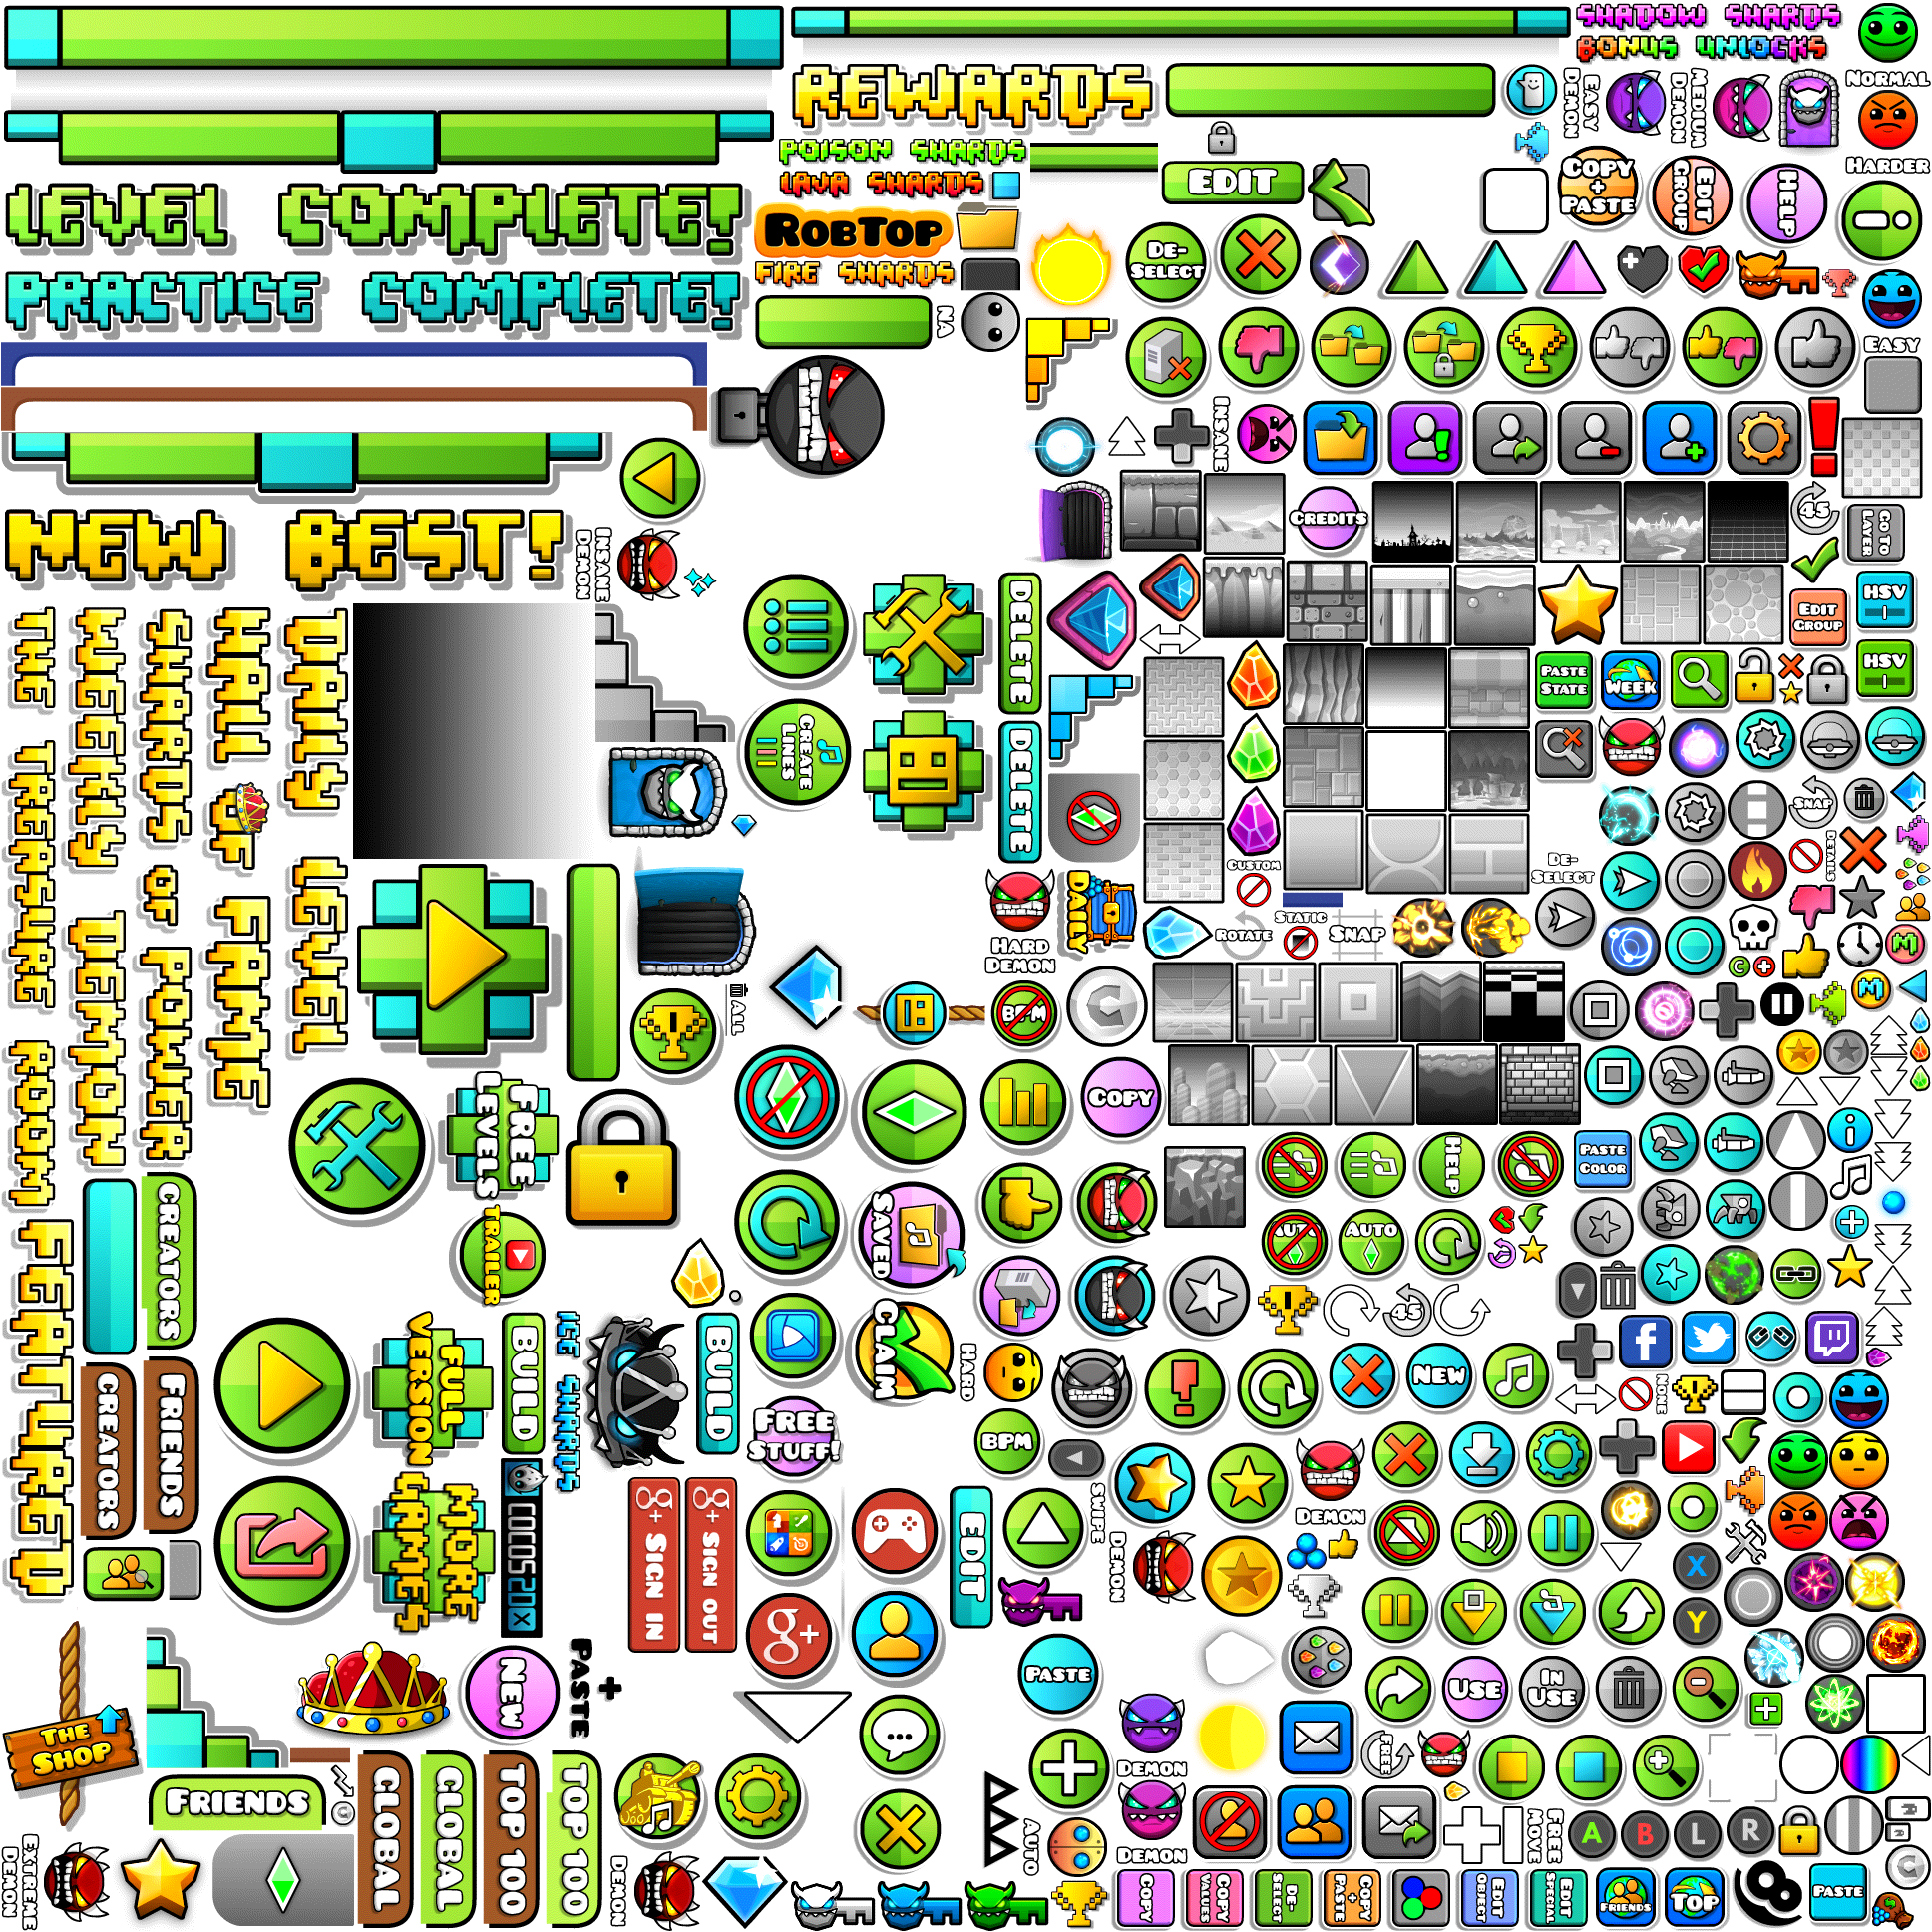 SHADOW SHARDS
BONUS UNLOCKS
REWARDS
NORMAL
EASY
DEMON
MEDIUM
DEMON
POISON SHARDS
LAVA SHARDS
EDIT
COPY
+
PASTE
EDIT
GROUP
HELP
HARDER
LEVEL COMPLETE!
ROBTOP
DE-
SELECT
FIRE SHARDS
PRACTICE COMPLETE!
NA
EASY
INSANE
NEW BEST!
INSANE
DEMON
CREDITS
45
GO TO
LAYER
HSV
EDIT
GROUP
DELETE
THE TREASURE ROOM
WEEKLY DEMON
SHARDS OF POWER
HALL OF FAME
DAILY LEVEL
PASTE
STATE
WEEK
HSV
CREATE
LINES
DELETE
SNAP
DETAILS
CUSTOM
DE-
SELECT
DAILY
HARD
DEMON
ROTATE
STATIC
SNAP
ALL
BPM
FREE
LEVELS
COPY
HELP
PASTE
COLOR
CREATORS
SAVED
AUTO
AUTO
TRAILER
FEATURED
45
FULL
VERSION
BUILD
ICE SHARDS
BUILD
CLAIM
HARD
NEW
NONE
CREATORS
FRIENDS
FREE
STUFF!
BPM
SWIFE
MORE
GAMES
COCOS2DX
g+ SIGN IN
g+ SIGN OUT
EDIT
DEMON
DEMON
X
Y
g+
NEW
PASTE
+
PASTE
USE
IN
USE
THE
SHOP
FRIENDS
GLOBAL
GLOBAL
TOP 100
TOP 100
DEMON
FREE
DEMON
AUTO
FREE
MOVE
A
B
L
R
EXTREME
DEMON
DEMON
COPY
COPY
VALUES
DE-
SELECT
COPY
+
PASTE
EDIT
OBJECT
EDIT
SPECIAL
FRIENDS
TOP
PASTE